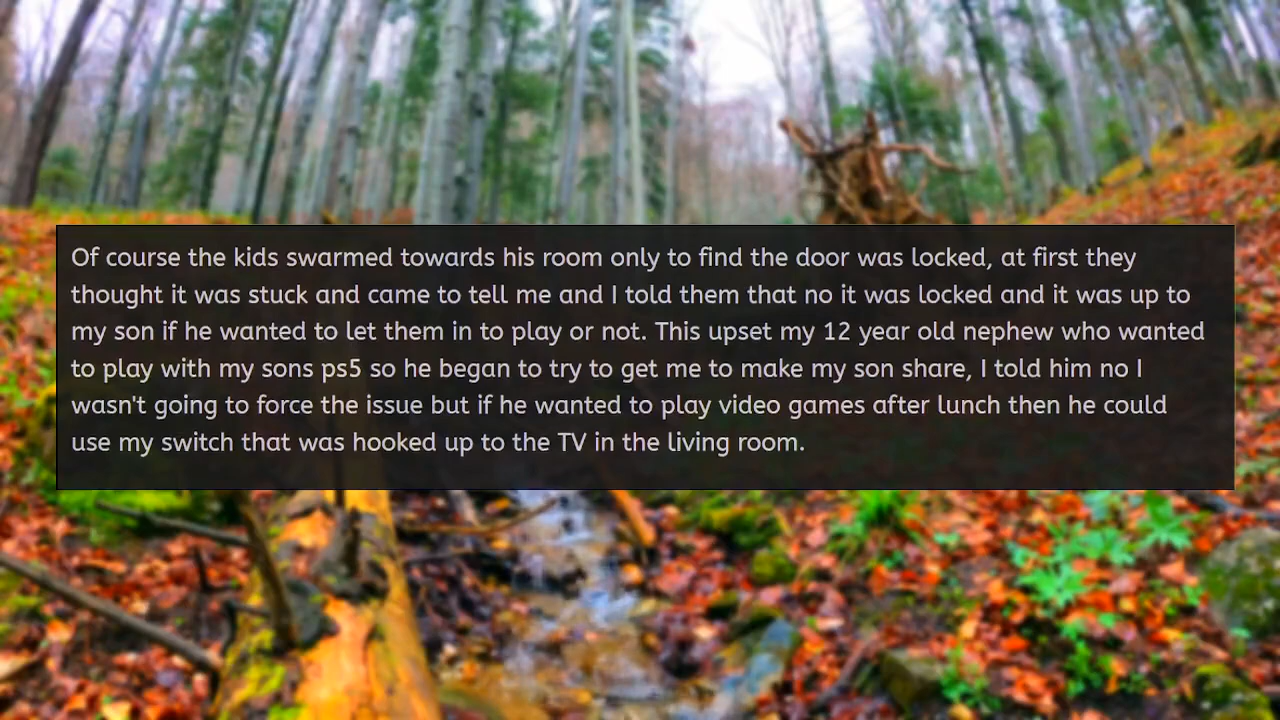 Of course the kids swarmed towards his room only to find the door was locked, at first they
thought it was stuck and came to tell me and I told them that no it was locked and it was up to
my son if he wanted to let them in to play or not. This upset my 12 year old nephew who wanted
to play with my sons ps5 so he began to try to get me to make my son share, I told him no I
wasn't going to force the issue but if he wanted to play video games after lunch then he could
use my switch that was hooked up to the TV in the living room.